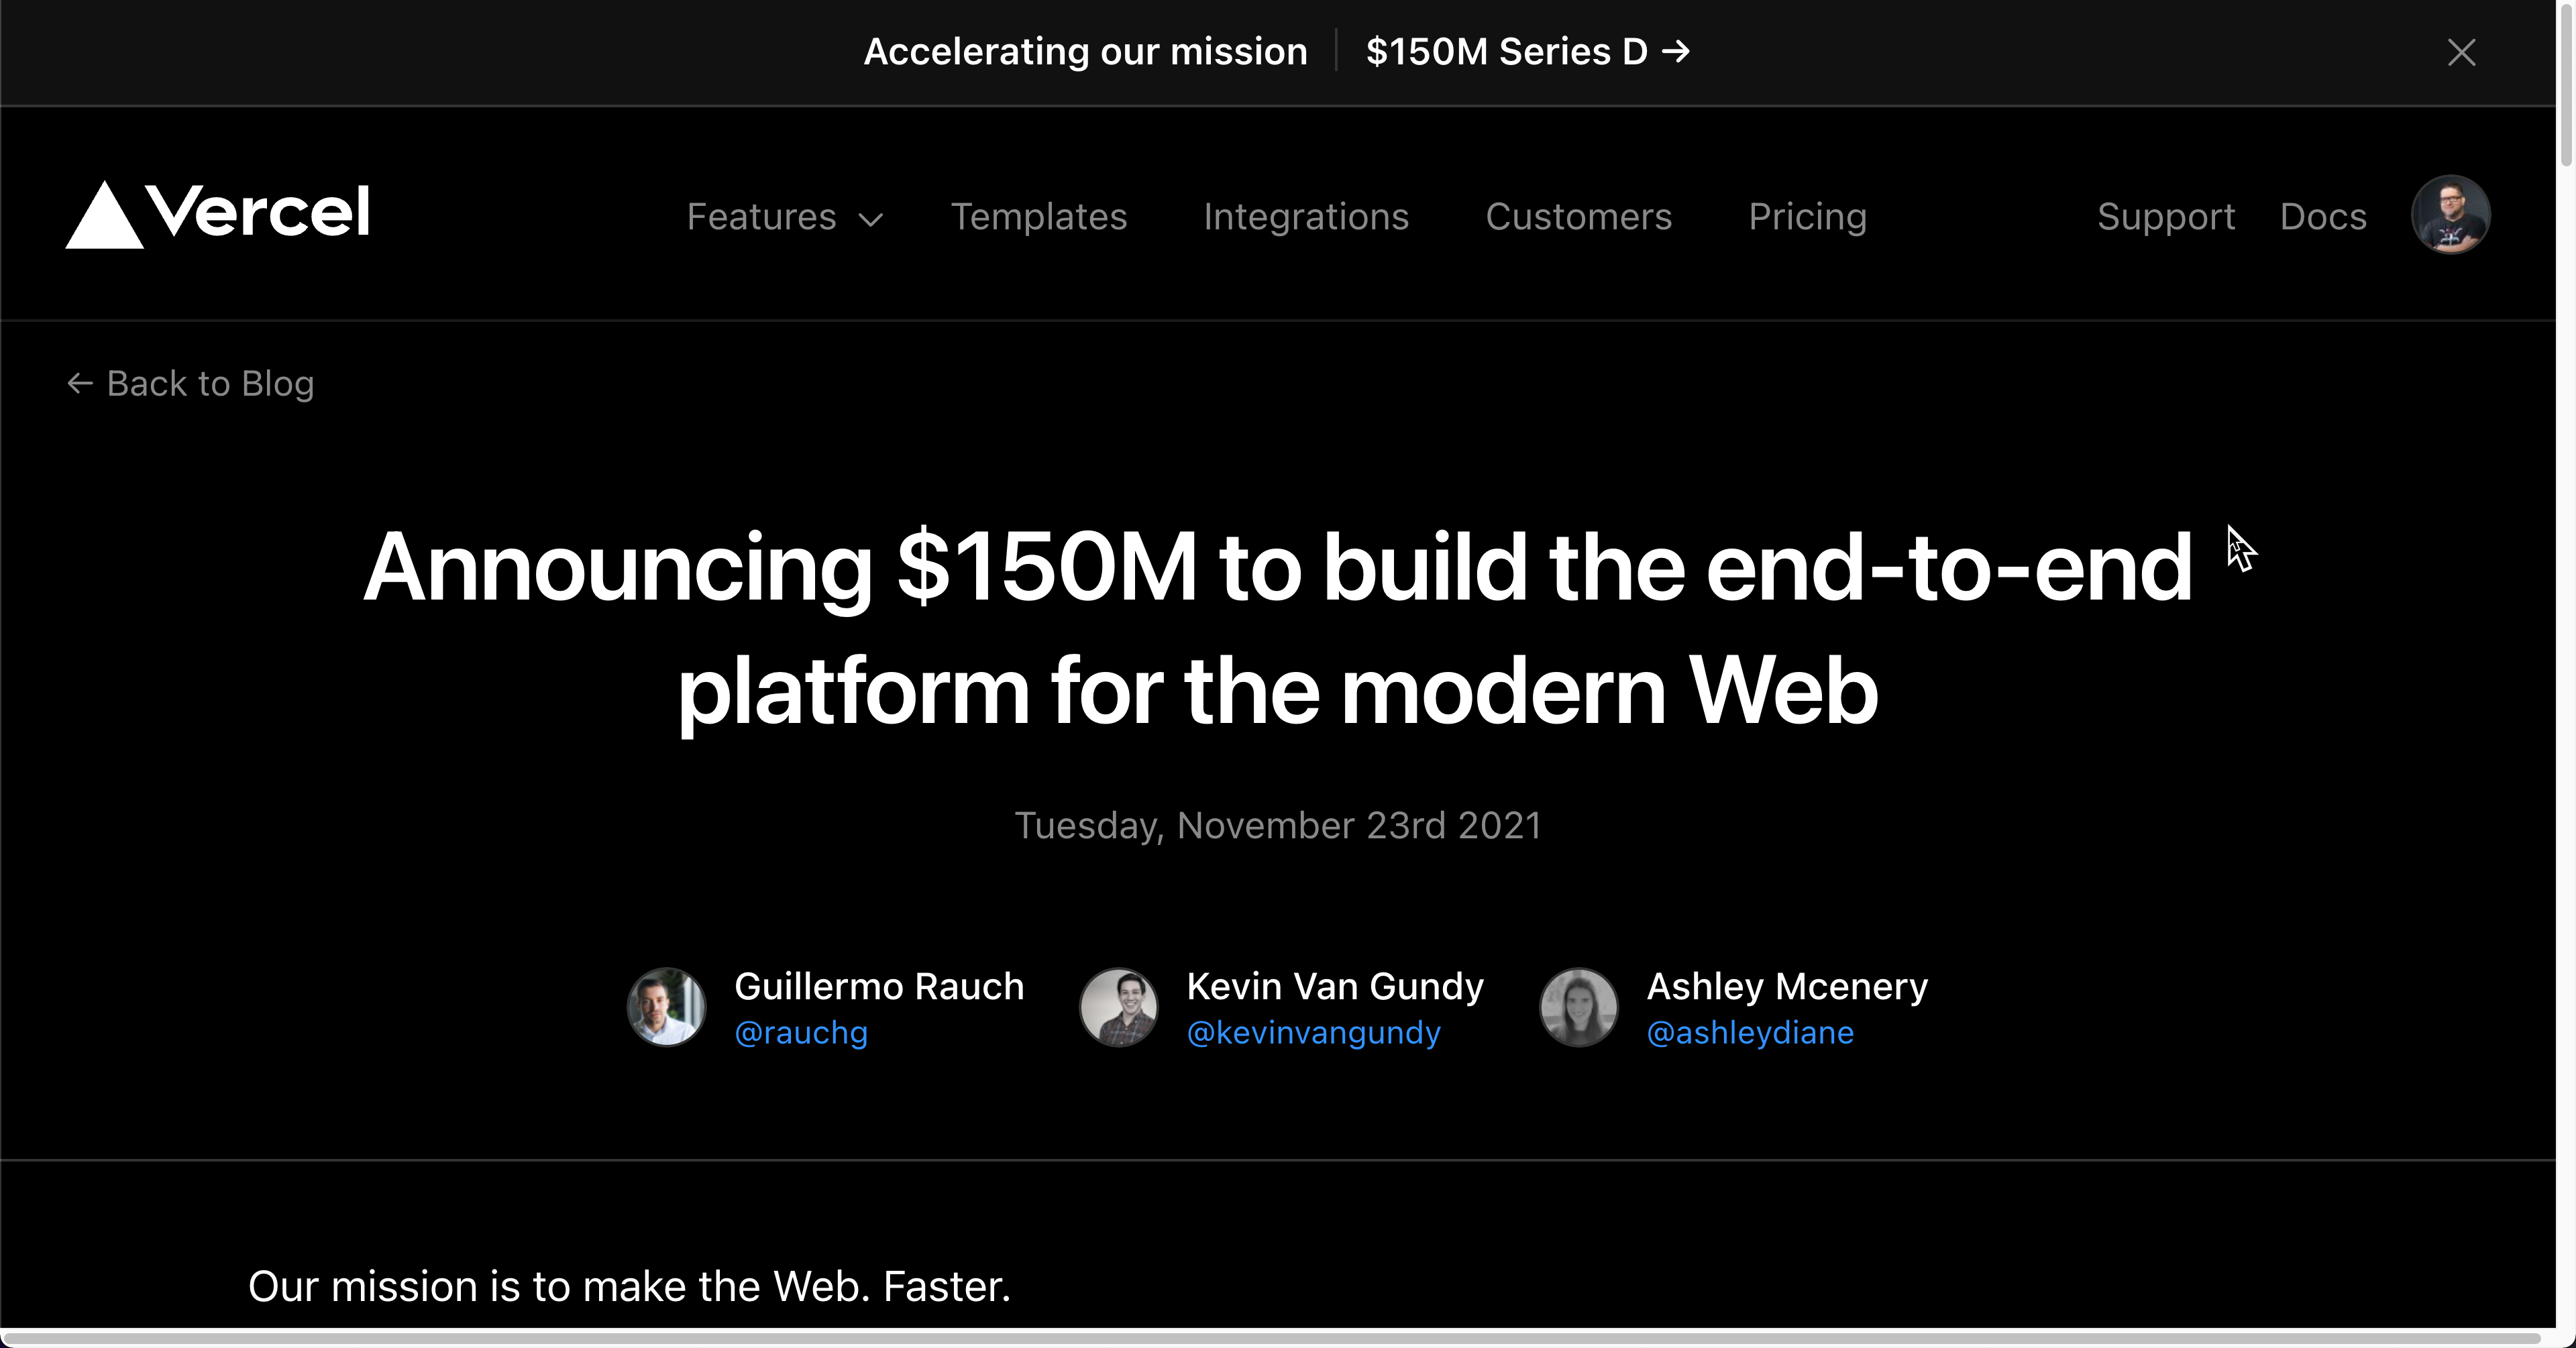 Accelerating our mission $150M Series D →
Vercel
Features Templates Integrations Customers Pricing Support Docs
← Back to Blog
Announcing $150M to build the end-to-end
platform for the modern Web
Tuesday, November 23rd 2021
Guillermo Rauch
@rauchg
Kevin Van Gundy
@kevinvangundy
Ashley Mcenery
@ashleydiane
Our mission is to make the Web. Faster.